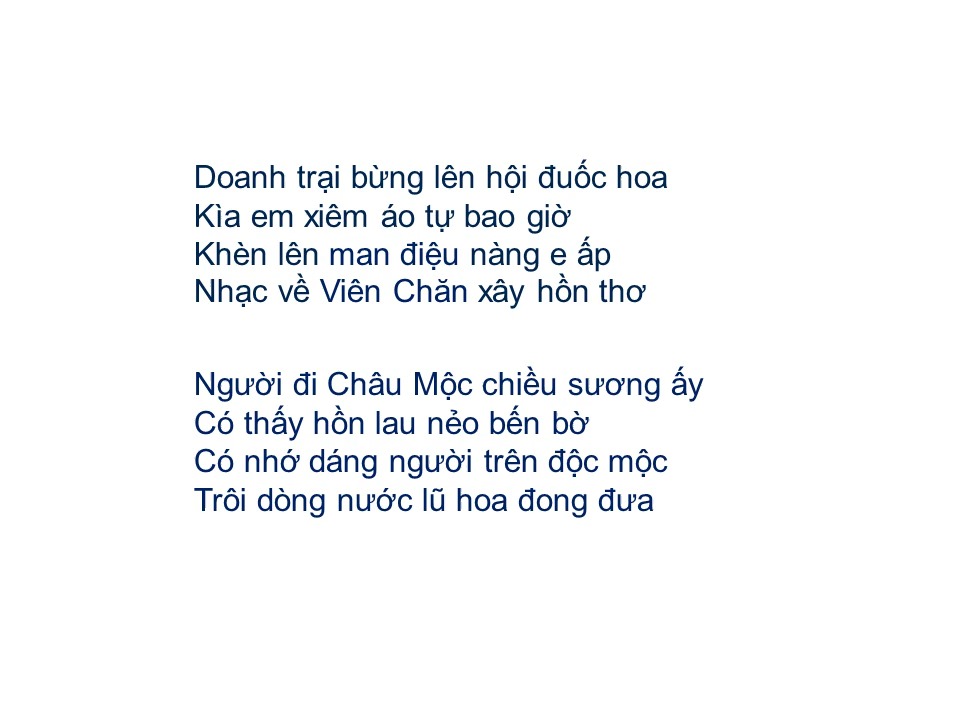 Doanh trại bừng lên hội đuốc hoa
Kìa em xiêm áo tự bao giờ
Khèn lên man điệu nàng e ấp
Nhạc về Viên Chăn xây hồn thơ
Người đi Châu Mộc chiều sương ấy
Có thấy hồn lau nẻo bến bờ
Có nhớ dáng người trên độc mộc
Trôi dòng nước lũ hoa đong đưa